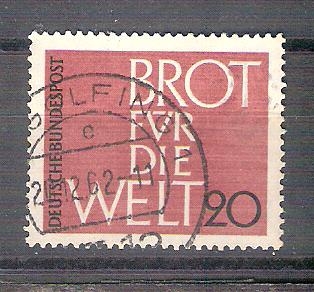 DEUTSCHE BUNDESPOST
BROT
FÜR
DIE
WELT
20
e